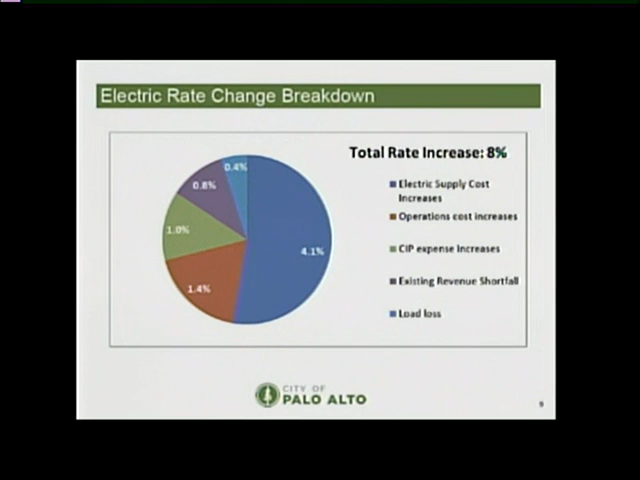 Electric Rate Change Breakdown
Total Rate Increase: 8%
0.4%
0.8%
1.0%
4.1%
1.4%
Electric Supply Cost
Increases
Operations cost increases
CIP expense Increases
Existing Revenue Shortfall
Load loss
CITY OF
PALO ALTO